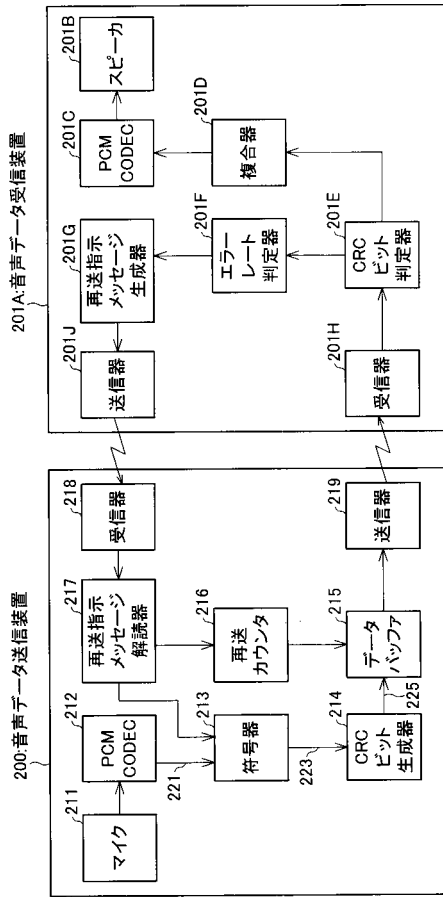 200:音声データ送信装置
211
マイク
212
PCM
CODEC
221
217
再送指示
メッセージ
解読器
218
受信器
213
符号器
216
再送
カウンタ
223
214
CRC
ビット
生成器
225
215
データ
バッファ
219
送信器
201A:音声データ受信装置
201J
送信器
201G
再送指示
メッセージ
生成器
201C
PCM
CODEC
201B
スピーカ
201F
エラー
レート
判定器
201D
複合器
201H
受信器
201E
CRC
ビット
判定器